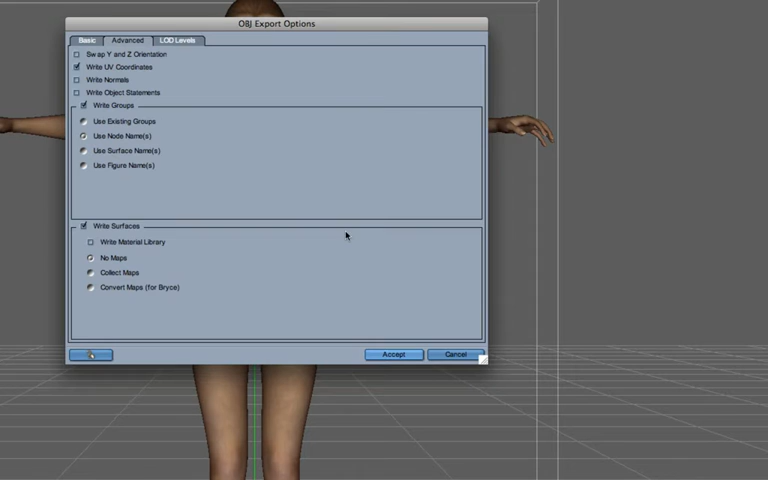 OBJ Export Options
Basic Advanced LOD Levels
Swap Y and Z Orientation
Write UV Coordinates
Write Normals
Write Object Statements
Write Groups
Use Existing Groups
Use Node Name(s)
Use Surface Name(s)
Use Figure Name(s)
Write Surfaces
Write Material Library
No Maps
Collect Maps
Convert Maps (for Bryce)
Accept Cancel